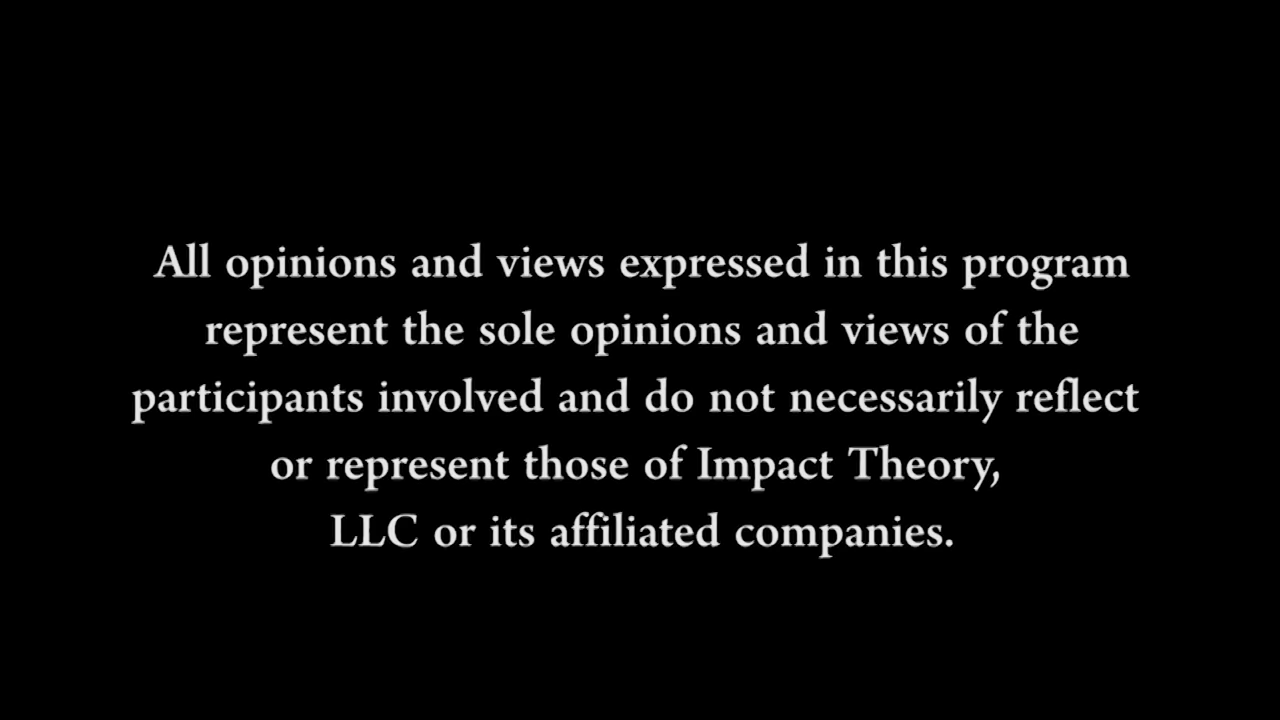 All opinions and views expressed in this program
represent the sole opinions and views of the
participants involved and do not necessarily reflect
or represent those of Impact Theory,
LLC or its affiliated companies.